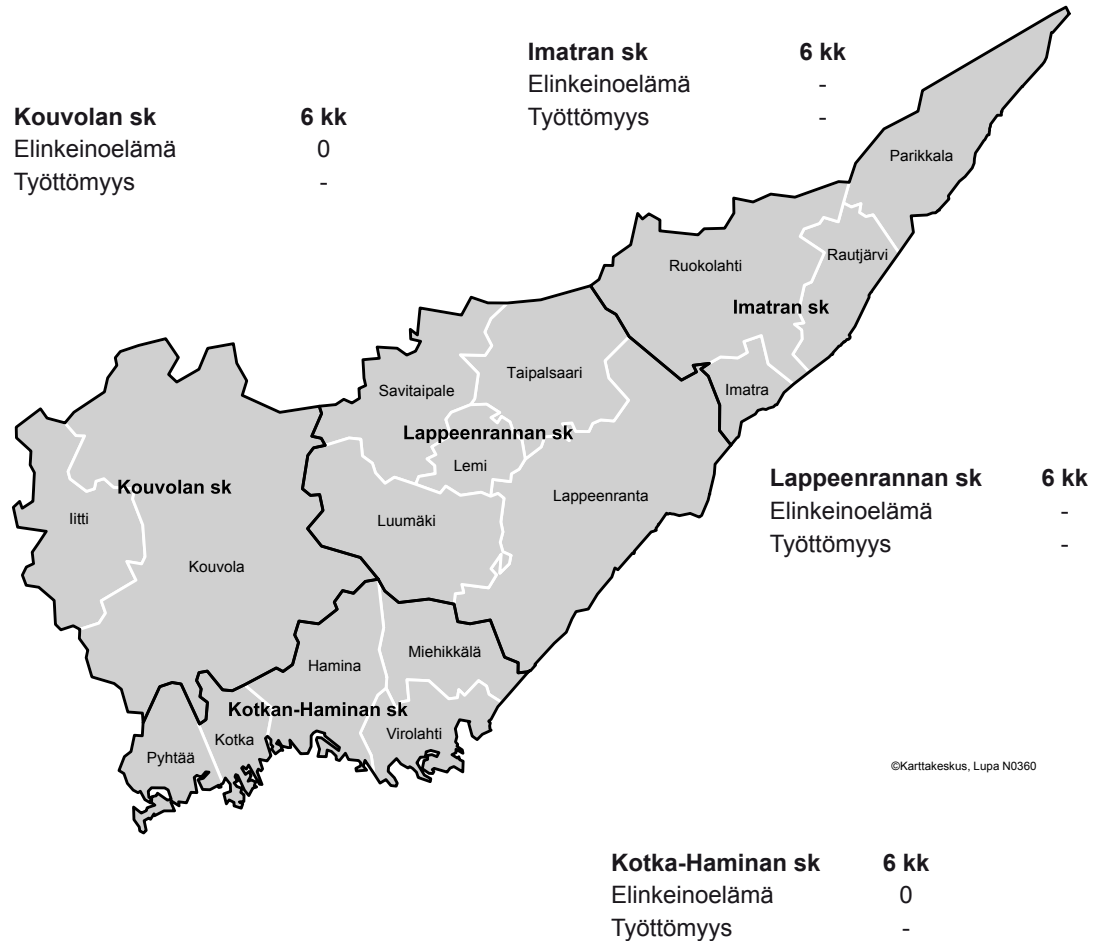 Imatran sk 6 kk
Elinkeinoelämä -
Työttömyys -
Kouvolan sk 6 kk
Elinkeinoelämä 0
Työttömyys -
Parikkala
Rautjärvi
Ruokolahti
Imatran sk
Taipalsaari
Savitaipale
Imatra
Lappeenrannan sk
Lemi
Kouvolan sk
Lappeenranta
Iitti
Luumäki
Kouvola
Lappeenrannan sk 6 kk
Elinkeinoelämä -
Työttömyys -
Miehikkälä
Hamina
Kotkan-Haminan sk
Virolahti
Kotka
Pyhtää
©Karttakeskus, Lupa N0360
Kotka-Haminan sk 6 kk
Elinkeinoelämä 0
Työttömyys -